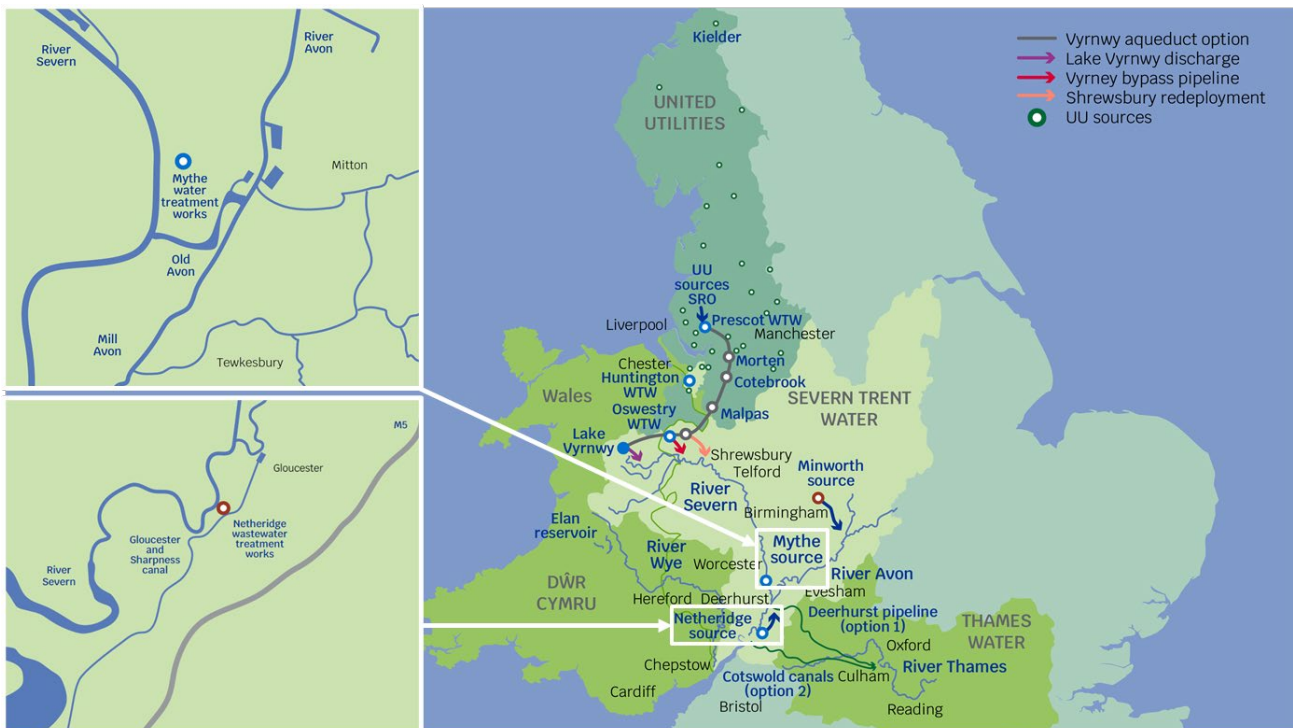 River
Severn
River
Avon
Mythe
water
treatment
works
Mitton
Old
Avon
Mill
Avon
Tewkesbury
M5
Gloucester
Netheridge
wastewater
treatment
works
Gloucester
and
Sharpness
canal
River
Severn
Vyrnwy aqueduct option
Lake Vyrnwy discharge
Vyrney bypass pipeline
Shrewsbury redeployment
UU sources
Kielder
UNITED
UTILITIES
UU
sources
SRO
Prescot WTW
Liverpool
Manchester
Morten
Chester
Huntington
WTW
Cotebrook
Wales
Oswestry
WTW
Malpas
SEVERN TRENT
WATER
Lake
Vyrnwy
Shrewsbury
Telford
Minworth
source
River
Severn
Birmingham
Elan
reservoir
River
Wye
Mythe
source
Worcester
River Avon
Evesham
DŴR
CYMRU
Hereford
Deerhurst
Netheridge
source
Deerhurst pipeline
(option 1)
THAMES
WATER
Oxford
River Thames
Chepstow
Cotswold canals
(option 2)
Culham
Cardiff
Bristol
Reading